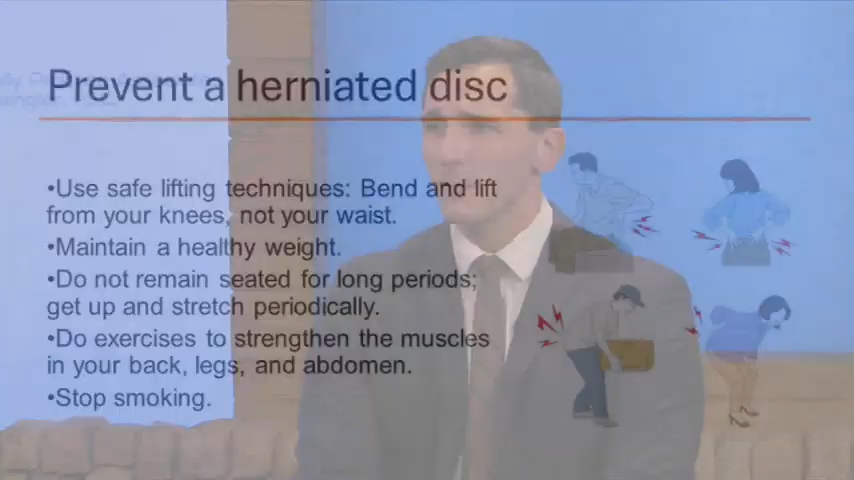 Prevent a herniated disc
•Use safe lifting techniques: Bend and lift
from your knees, not your waist.
•Maintain a healthy weight.
•Do not remain seated for long periods;
get up and stretch periodically.
•Do exercises to strengthen the muscles
in your back, legs, and abdomen.
•Stop smoking.